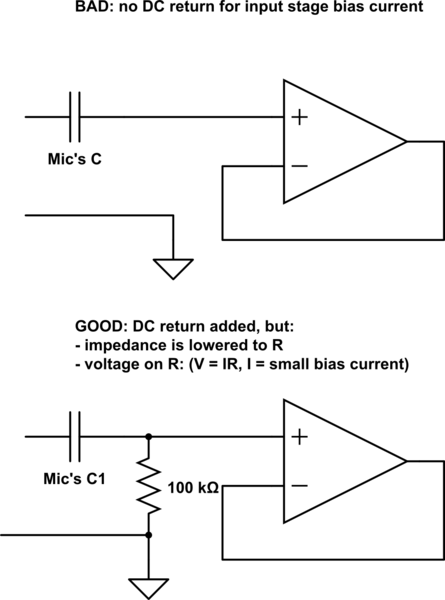 BAD: no DC return for input stage bias current
+
Mic's C
−
GOOD: DC return added, but:
- impedance is lowered to R
- voltage on R: (V = IR, I = small bias current)
+
Mic's C1
100 kΩ
−